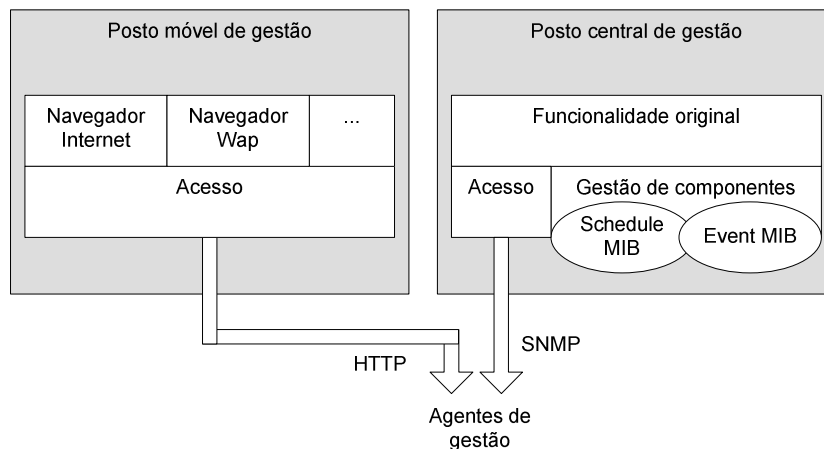 Posto móvel de gestão
Navegador
Internet
Navegador
Wap
...
Acesso
Posto central de gestão
Funcionalidade original
Acesso
Gestão de componentes
Schedule
MIB
Event MIB
HTTP
SNMP
Agentes de
gestão